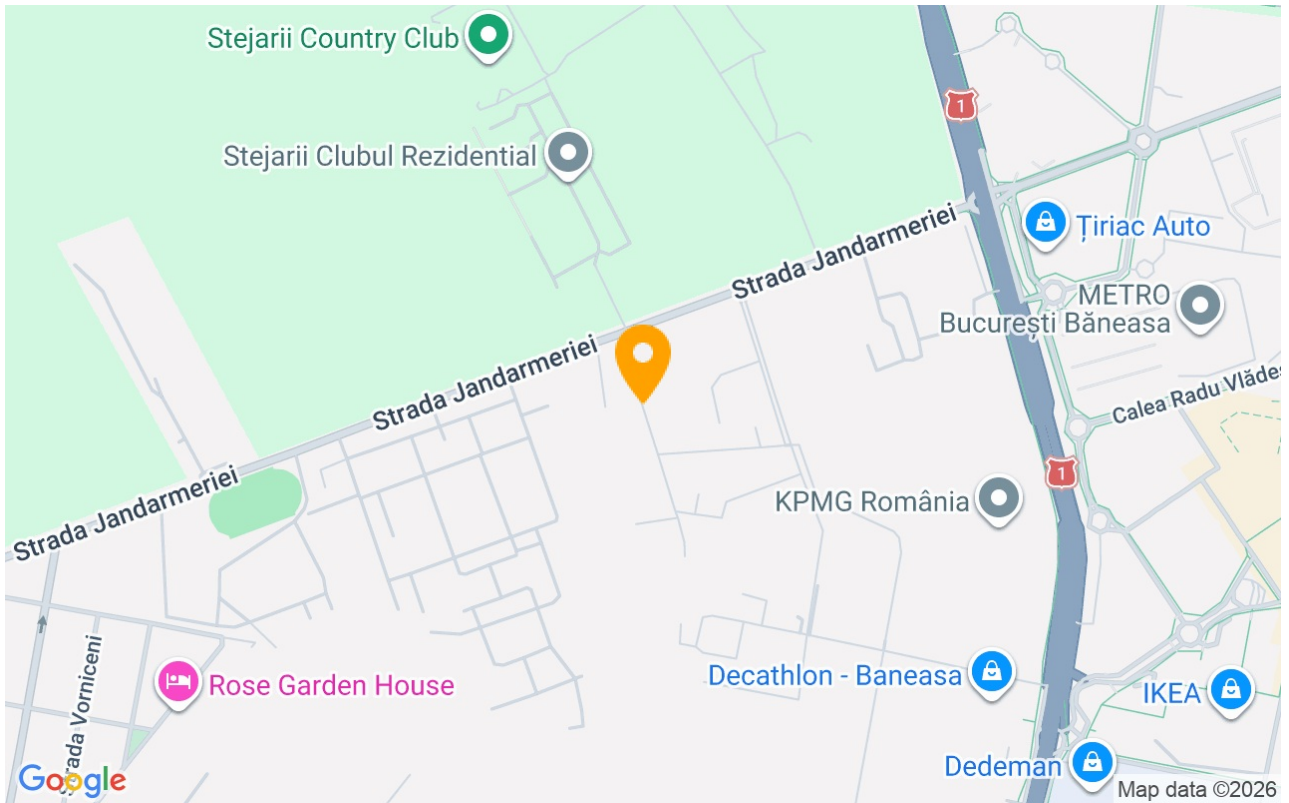 Stejarii Country Club
1
Stejarii Clubul Rezidential
Țiriac Auto
Strada Jandarmeriei
METRO
București Băneasa
Strada Jandarmeriei
Calea Radu Vlădes
Strada Jandarmeriei
1
KPMG România
Strada Vorniceni
Rose Garden House
Decathlon - Baneasa
IKEA
Dedeman
Google
Map data ©2026